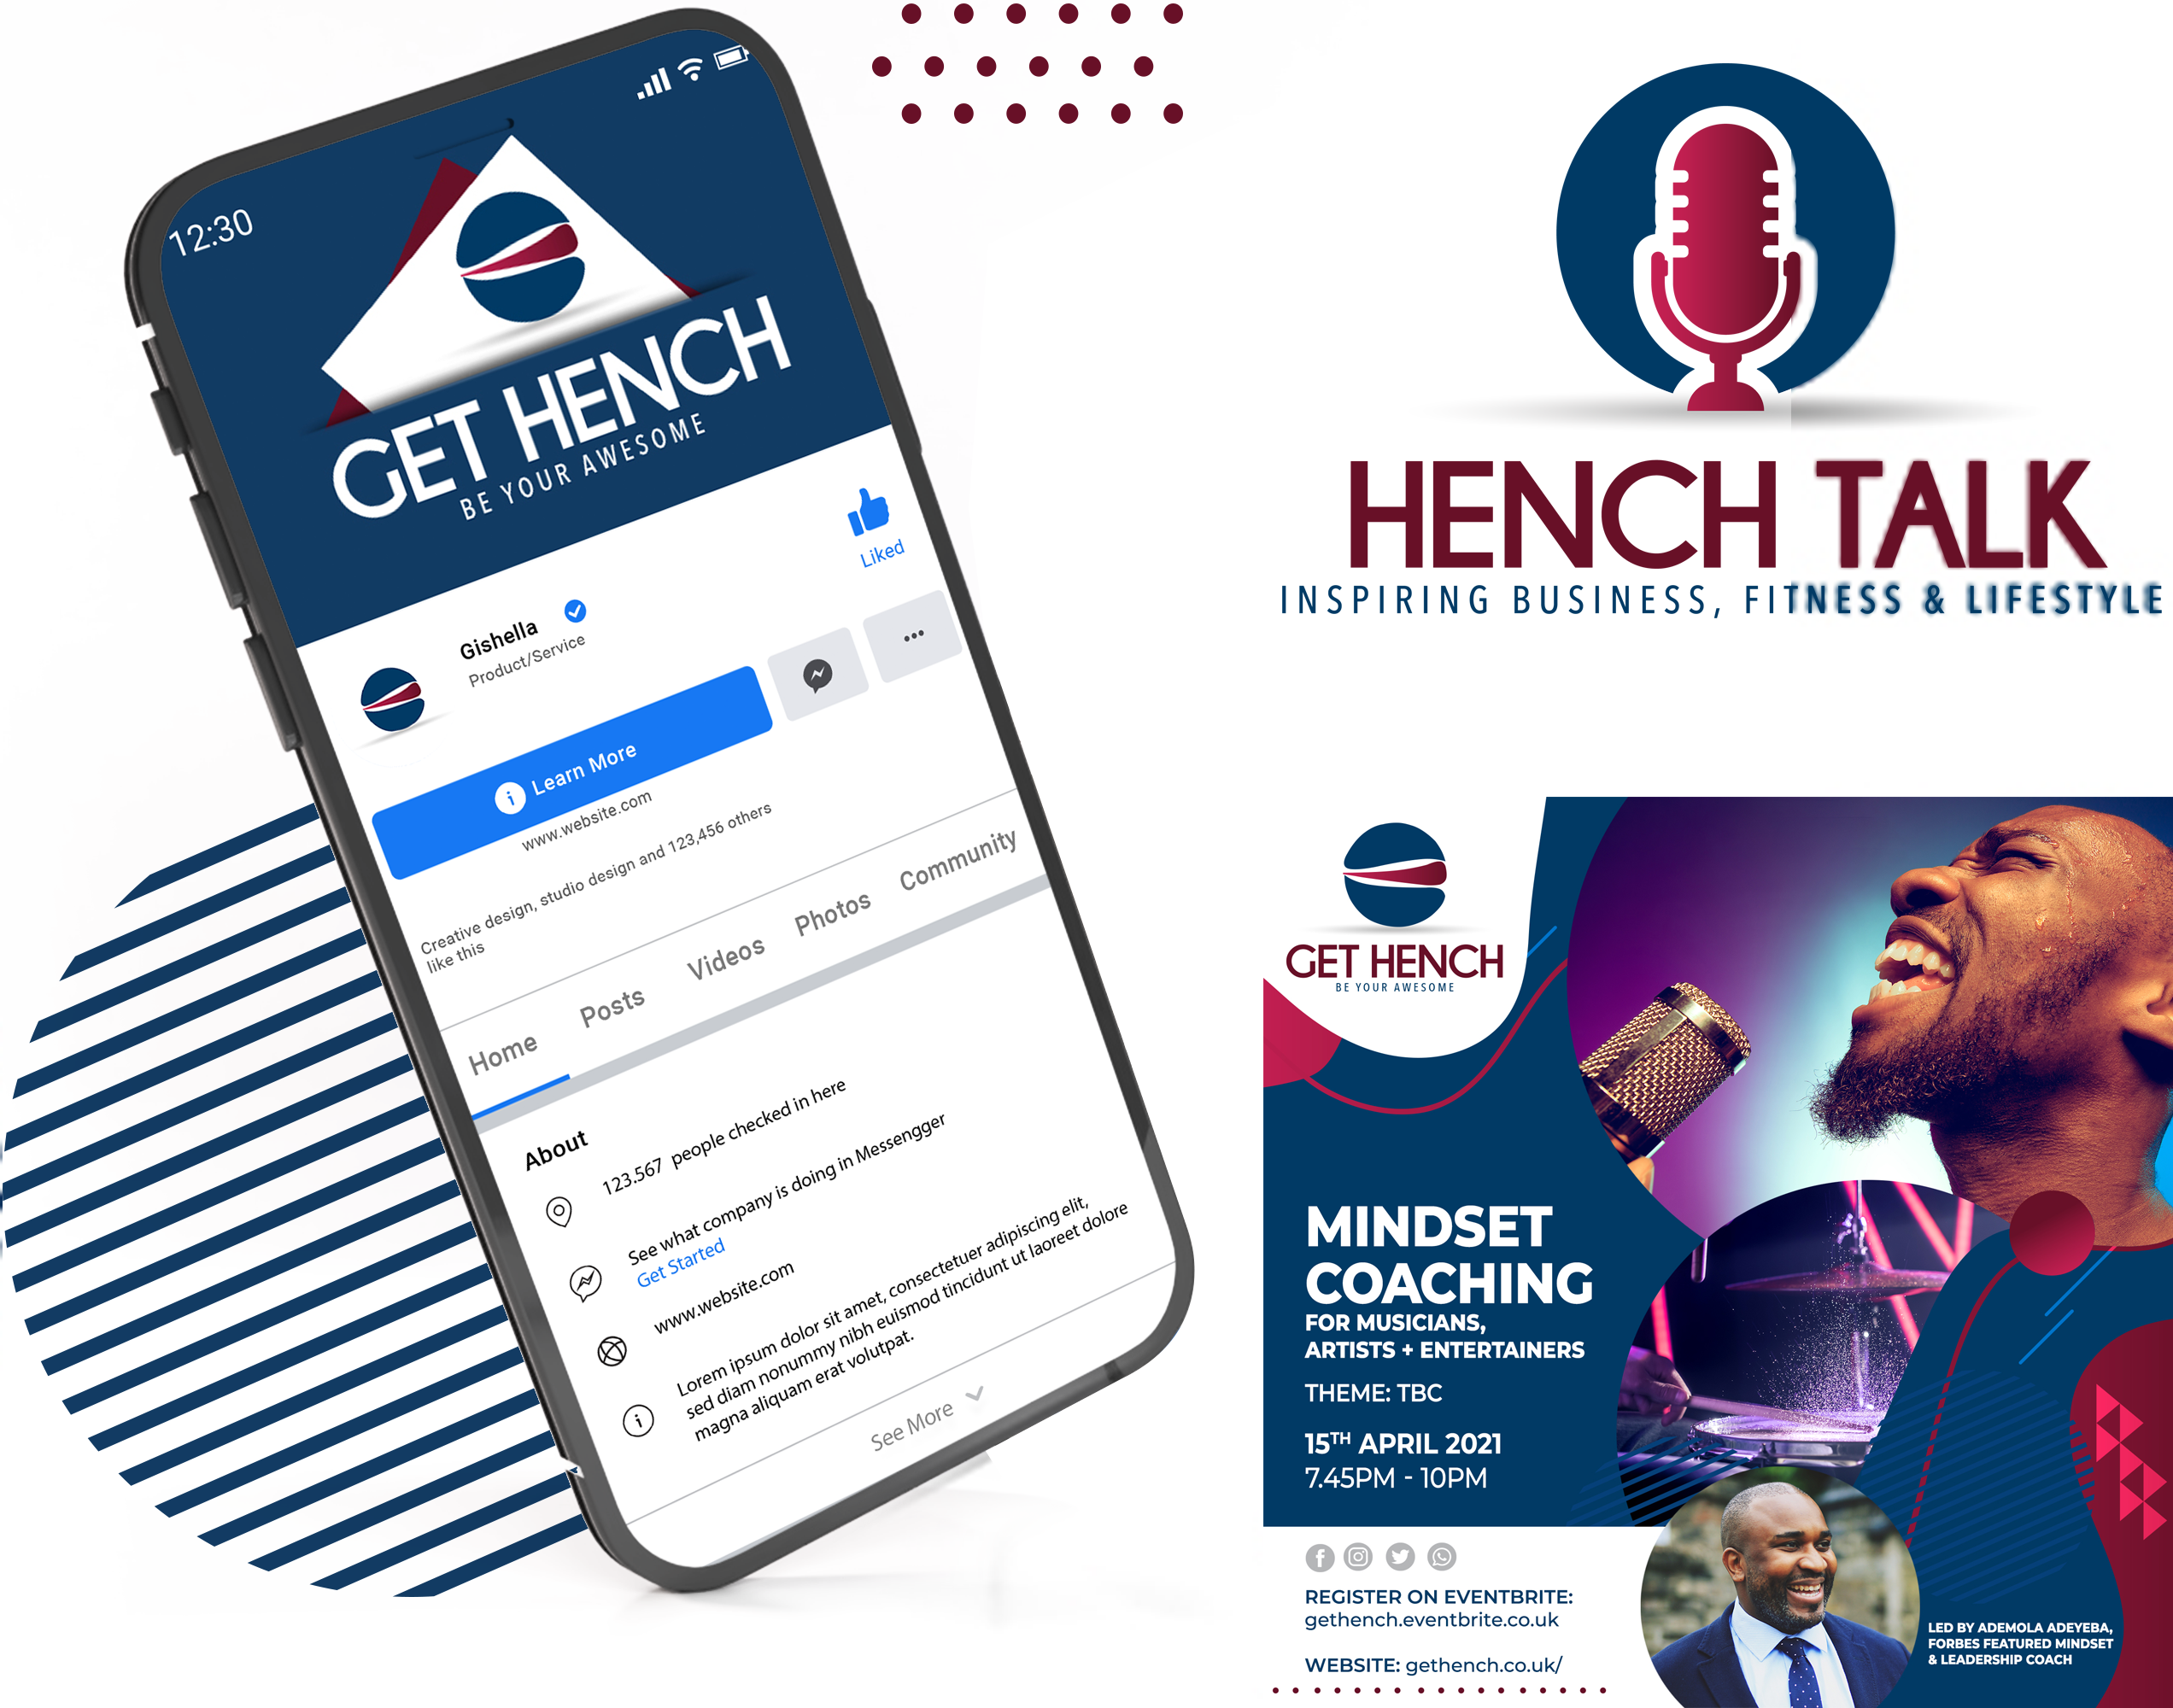 12:30
GET HENCH
BE YOUR AWESOME
Liked
Gishella
Product/Service
Learn More
www.website.com
Creative design, studio design and 123,456 others
like this
Home
Posts
Videos
Photos
Community
About
123.567 people checked in here
See what company is doing in Messengger
Get Started
www.website.com
Lorem ipsum dolor sit amet, consectetuer adipiscing elit,
sed diam nonummy nibh euismod tincidunt ut laoreet dolore
magna aliquam erat volutpat.
See More
HENCH TALK
INSPIRING BUSINESS, FITNESS & LIFESTYLE
GET HENCH
BE YOUR AWESOME
MINDSET
COACHING
FOR MUSICIANS,
ARTISTS + ENTERTAINERS
THEME: TBC
15TH APRIL 2021
7.45PM - 10PM
REGISTER ON EVENTBRITE:
gethench.eventbrite.co.uk
WEBSITE: gethench.co.uk/
LED BY ADEMOLA ADEYEBA,
FORBES FEATURED MINDSET
& LEADERSHIP COACH